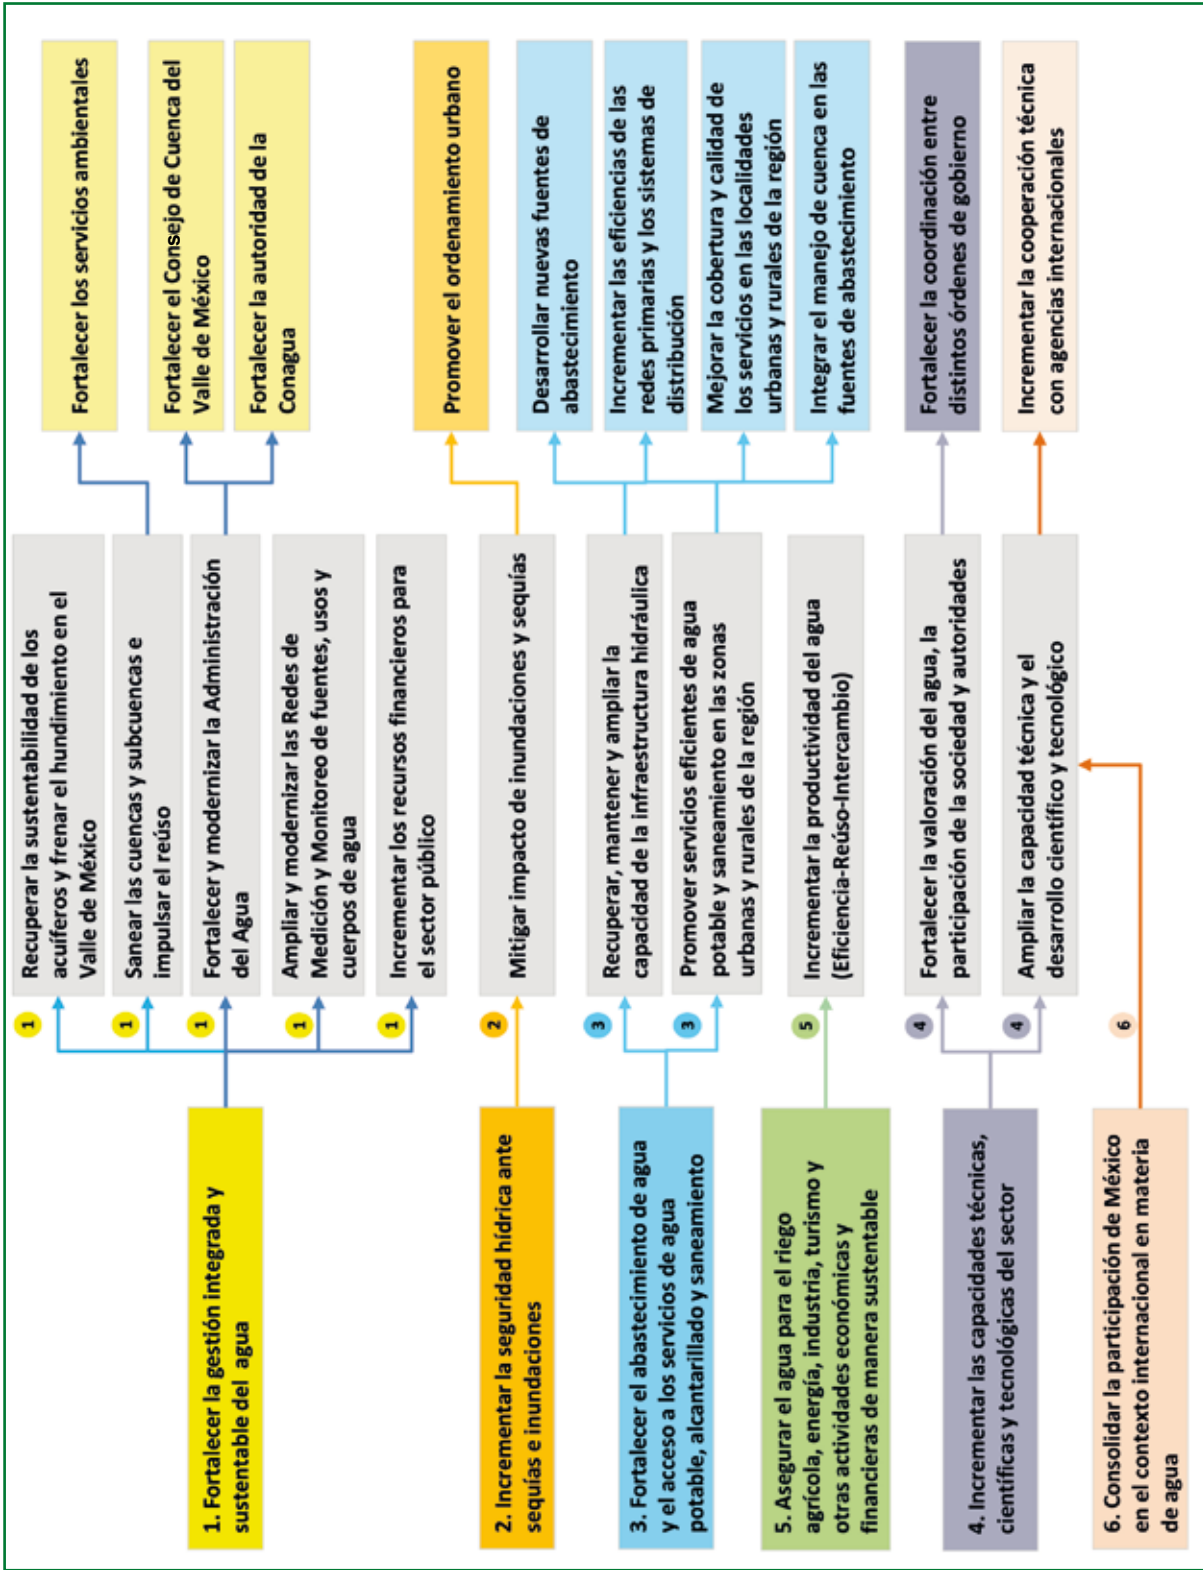 1. Fortalecer la gestión integrada y
sustentable del agua
2. Incrementar la seguridad hídrica ante
sequías e inundaciones
3. Fortalecer el abastecimiento de agua
y el acceso a los servicios de agua
potable, alcantarillado y saneamiento
5. Asegurar el agua para el riego
agrícola, energía, industria, turismo y
otras actividades económicas y
financieras de manera sustentable
4. Incrementar las capacidades técnicas,
científicas y tecnológicas del sector
6. Consolidar la participación de México
en el contexto internacional en materia
de agua
1
1
1
1
1
2
3
3
5
4
4
6
Recuperar la sustentabilidad de los
acuíferos y frenar el hundimiento en el
Valle de México
Sanear las cuencas y subcuencas e
impulsar el reúso
Fortalecer y modernizar la Administración
del Agua
Ampliar y modernizar las Redes de
Medición y Monitoreo de fuentes, usos y
cuerpos de agua
Incrementar los recursos financieros para
el sector público
Mitigar impacto de inundaciones y sequías
Recuperar, mantener y ampliar la
capacidad de la infraestructura hidráulica
Promover servicios eficientes de agua
potable y saneamiento en las zonas
urbanas y rurales de la región
Incrementar la productividad del agua
(Eficiencia-Reúso-Intercambio)
Fortalecer la valoración del agua, la
participación de la sociedad y autoridades
Ampliar la capacidad técnica y el
desarrollo científico y tecnológico
Fortalecer los servicios ambientales
Fortalecer el Consejo de Cuenca del
Valle de México
Fortalecer la autoridad de la
Conagua
Promover el ordenamiento urbano
Desarrollar nuevas fuentes de
abastecimiento
Incrementar las eficiencias de las
redes primarias y los sistemas de
distribución
Mejorar la cobertura y calidad de
los servicios en las localidades
urbanas y rurales de la región
Integrar el manejo de cuenca en las
fuentes de abastecimiento
Fortalecer la coordinación entre
distintos órdenes de gobierno
Incrementar la cooperación técnica
con agencias internacionales